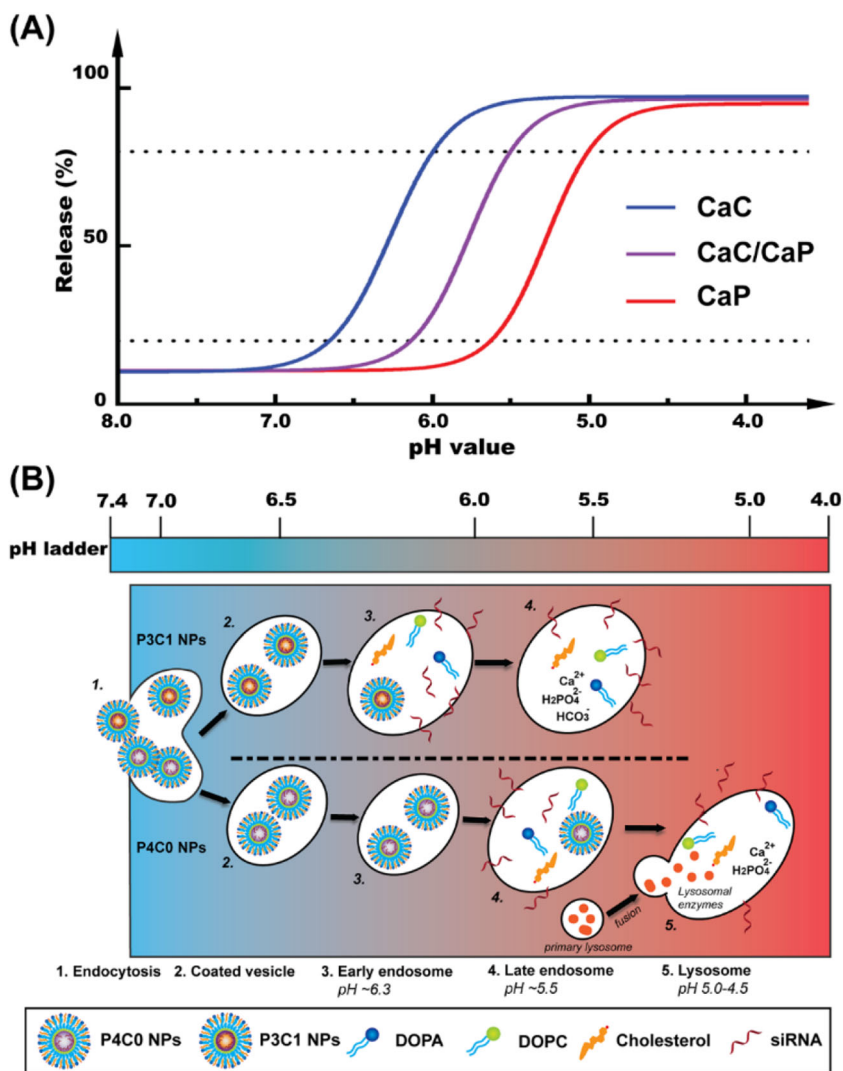 (A)
100
50
0
Release (%)
CaC
CaC/CaP
CaP
8.0 7.0 6.0 5.0 4.0
pH value
(B)
7.4 7.0 6.5 6.0 5.5 5.0 4.0
pH ladder
P3C1 NPs
1.
2.
3.
4.
Ca2+
H2PO4 2-
HCO3-
P4C0 NPs
2.
3.
4.
primary lysosome
fusion
Lysosomal
enzymes
5.
Ca2+
H2PO4 2-
1. Endocytosis 2. Coated vesicle 3. Early endosome 4. Late endosome 5. Lysosome
pH ~6.3 pH ~5.5 pH 5.0-4.5
P4C0 NPs P3C1 NPs DOPA DOPC Cholesterol siRNA